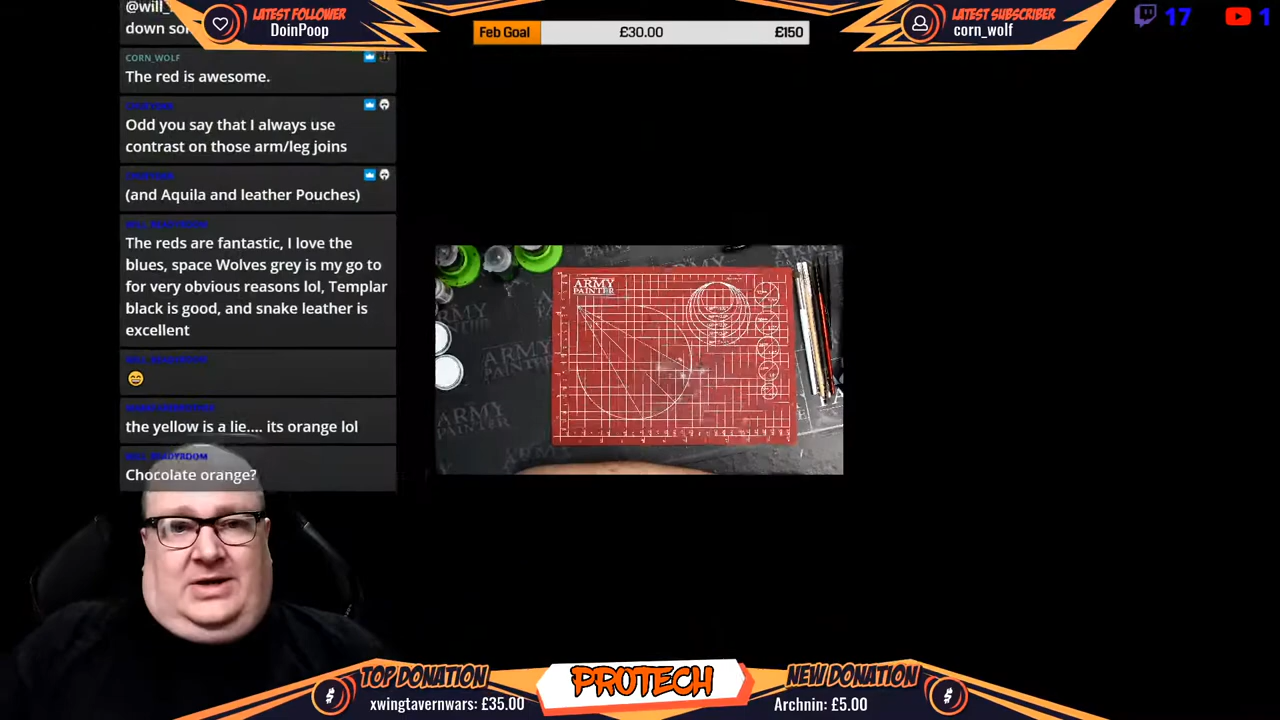 @will_
down so
LATEST FOLLOWER
DoinPoop
Feb Goal
£30.00
£150
LATEST SUBSCRIBER
corn_wolf
17
1
CORN_WOLF
The red is awesome.
Odd you say that I always use
contrast on those arm/leg joins
(and Aquila and leather Pouches)
The reds are fantastic, I love the
blues, space Wolves grey is my go to
for very obvious reasons lol, Templar
black is good, and snake leather is
excellent
the yellow is a lie.... its orange lol
Chocolate orange?
ARMY
PAINTER
ARMY
PAINTER
TOP DONATION
xwingtavernwars: £35.00
PROTECH
NEW DONATION
Archnin: £5.00